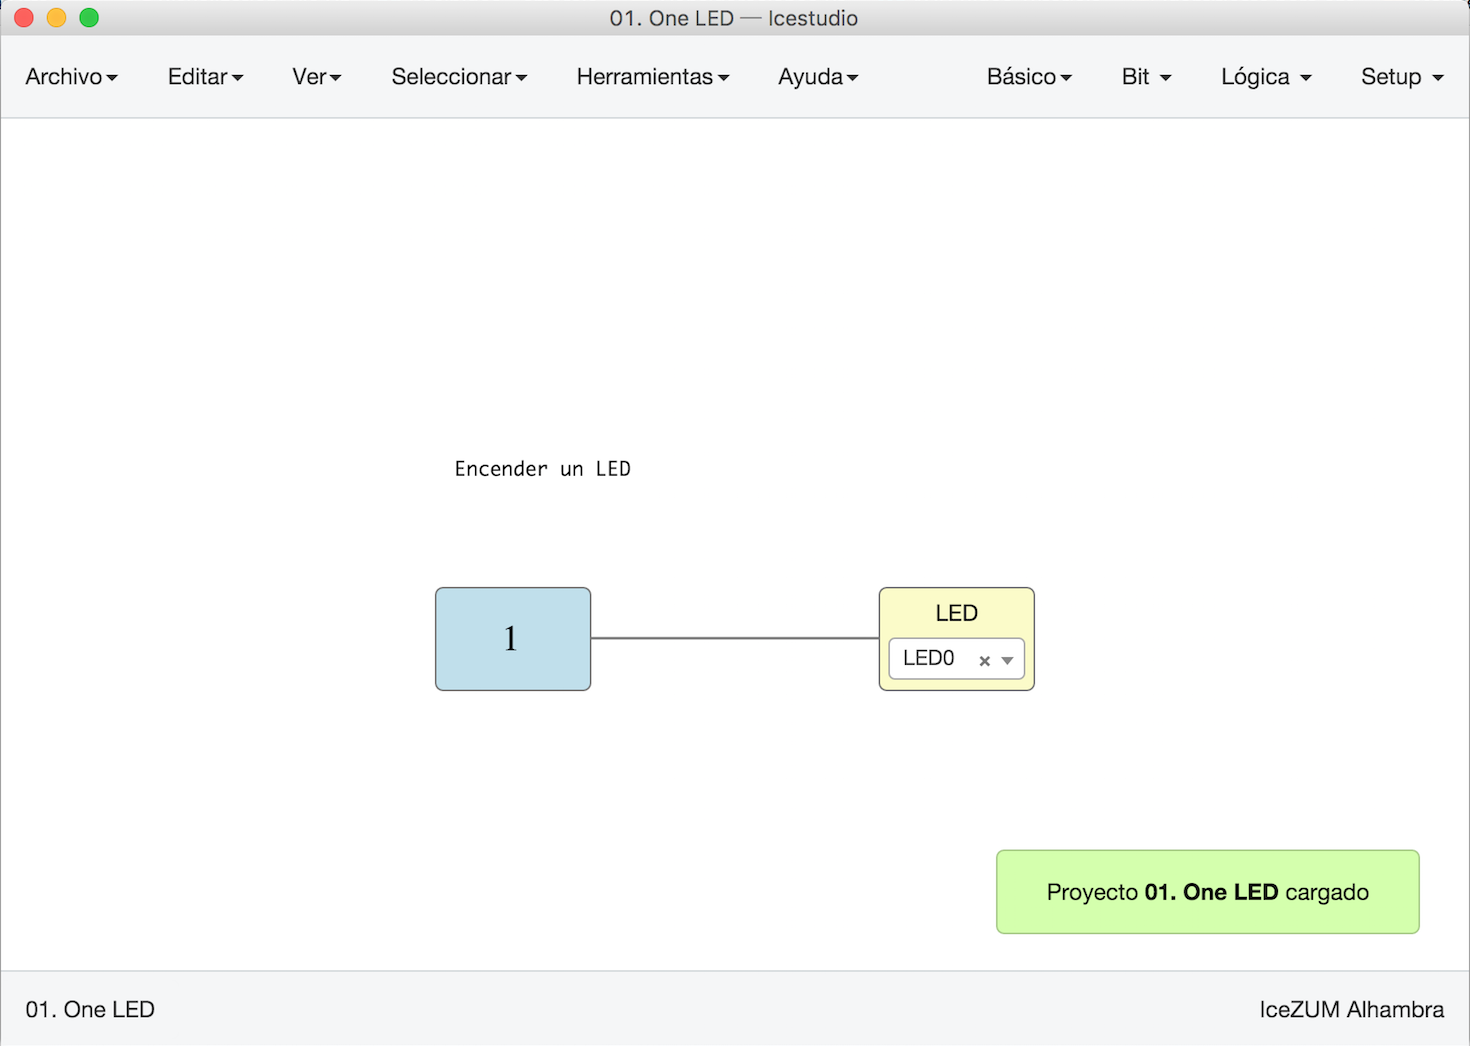 01. One LED — Icestudio
Archivo Editar Ver Seleccionar Herramientas Ayuda Básico Bit Lógica Setup
Encender un LED
1
LED
LED0
Proyecto 01. One LED cargado
01. One LED
IceZUM Alhambra